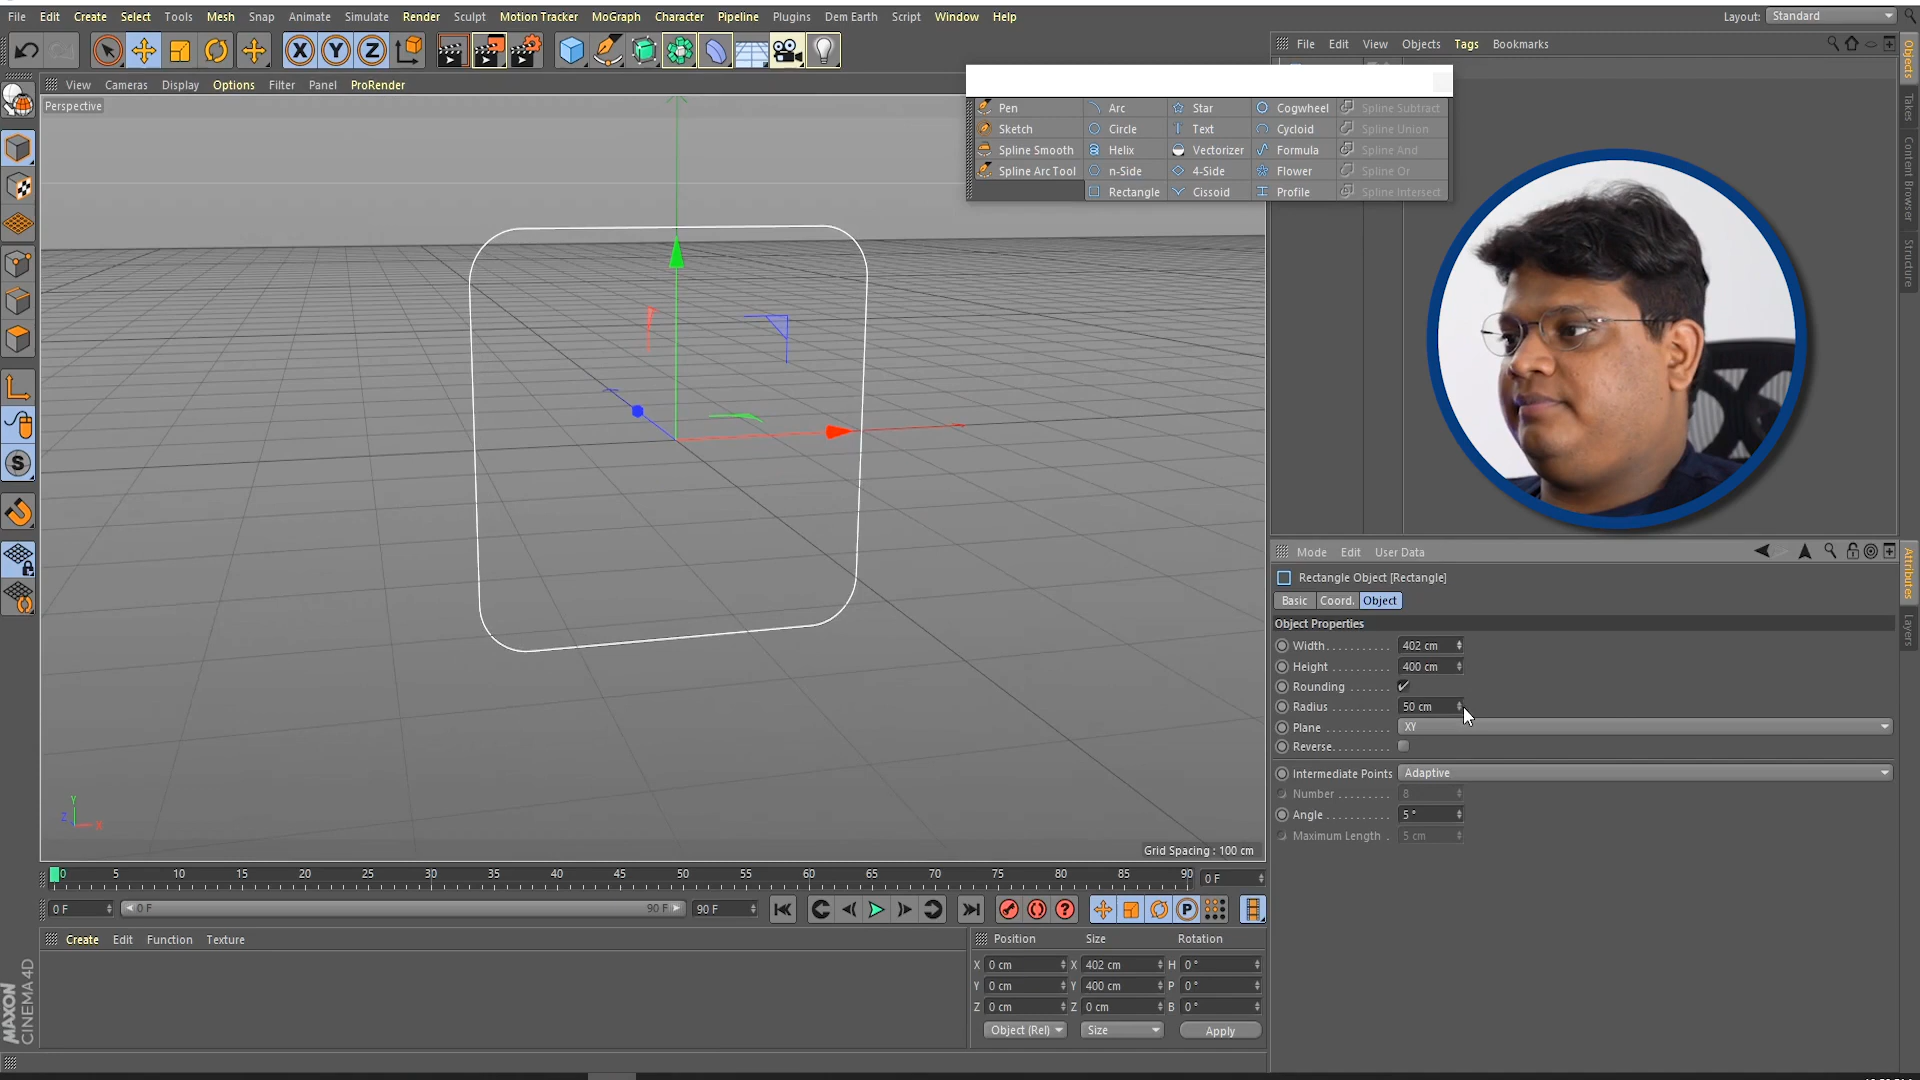 File Edit Create Select Tools Mesh Snap Animate Simulate Render Sculpt Motion Tracker MoGraph Character Pipeline Plugins Dem Earth Script Window Help Layout: Standard
X Y Z
File Edit View Objects Tags Bookmarks
View Cameras Display Options Filter Panel ProRender
Perspective
Pen Arc Star Cogwheel Spline Subtract
Sketch Circle Text Cycloid Spline Union
Spline Smooth Helix Vectorizer Formula Spline And
Spline Arc Tool n-Side 4-Side Flower Spline Or
Rectangle Cissoid Profile Spline Intersect
Objects
Takes
Content Browser
Structure
S
Mode Edit User Data
Rectangle Object [Rectangle]
Basic Coord. Object
Object Properties
Width 402 cm
Height 400 cm
Rounding
Radius 50 cm
Plane XY
Reverse
Intermediate Points Adaptive
Number 8
Angle 5 °
Maximum Length 5 cm
Attributes
Layers
Y
Z X
Grid Spacing : 100 cm
0 5 10 15 20 25 30 35 40 45 50 55 60 65 70 75 80 85 90 0 F
0 F 0 F 90 F 90 F
? P
Create Edit Function Texture
Position Size Rotation
X 0 cm X 402 cm H 0 °
Y 0 cm Y 400 cm P 0 °
Z 0 cm Z 0 cm B 0 °
Object (Rel) Size Apply
MAXON
CINEMA 4D